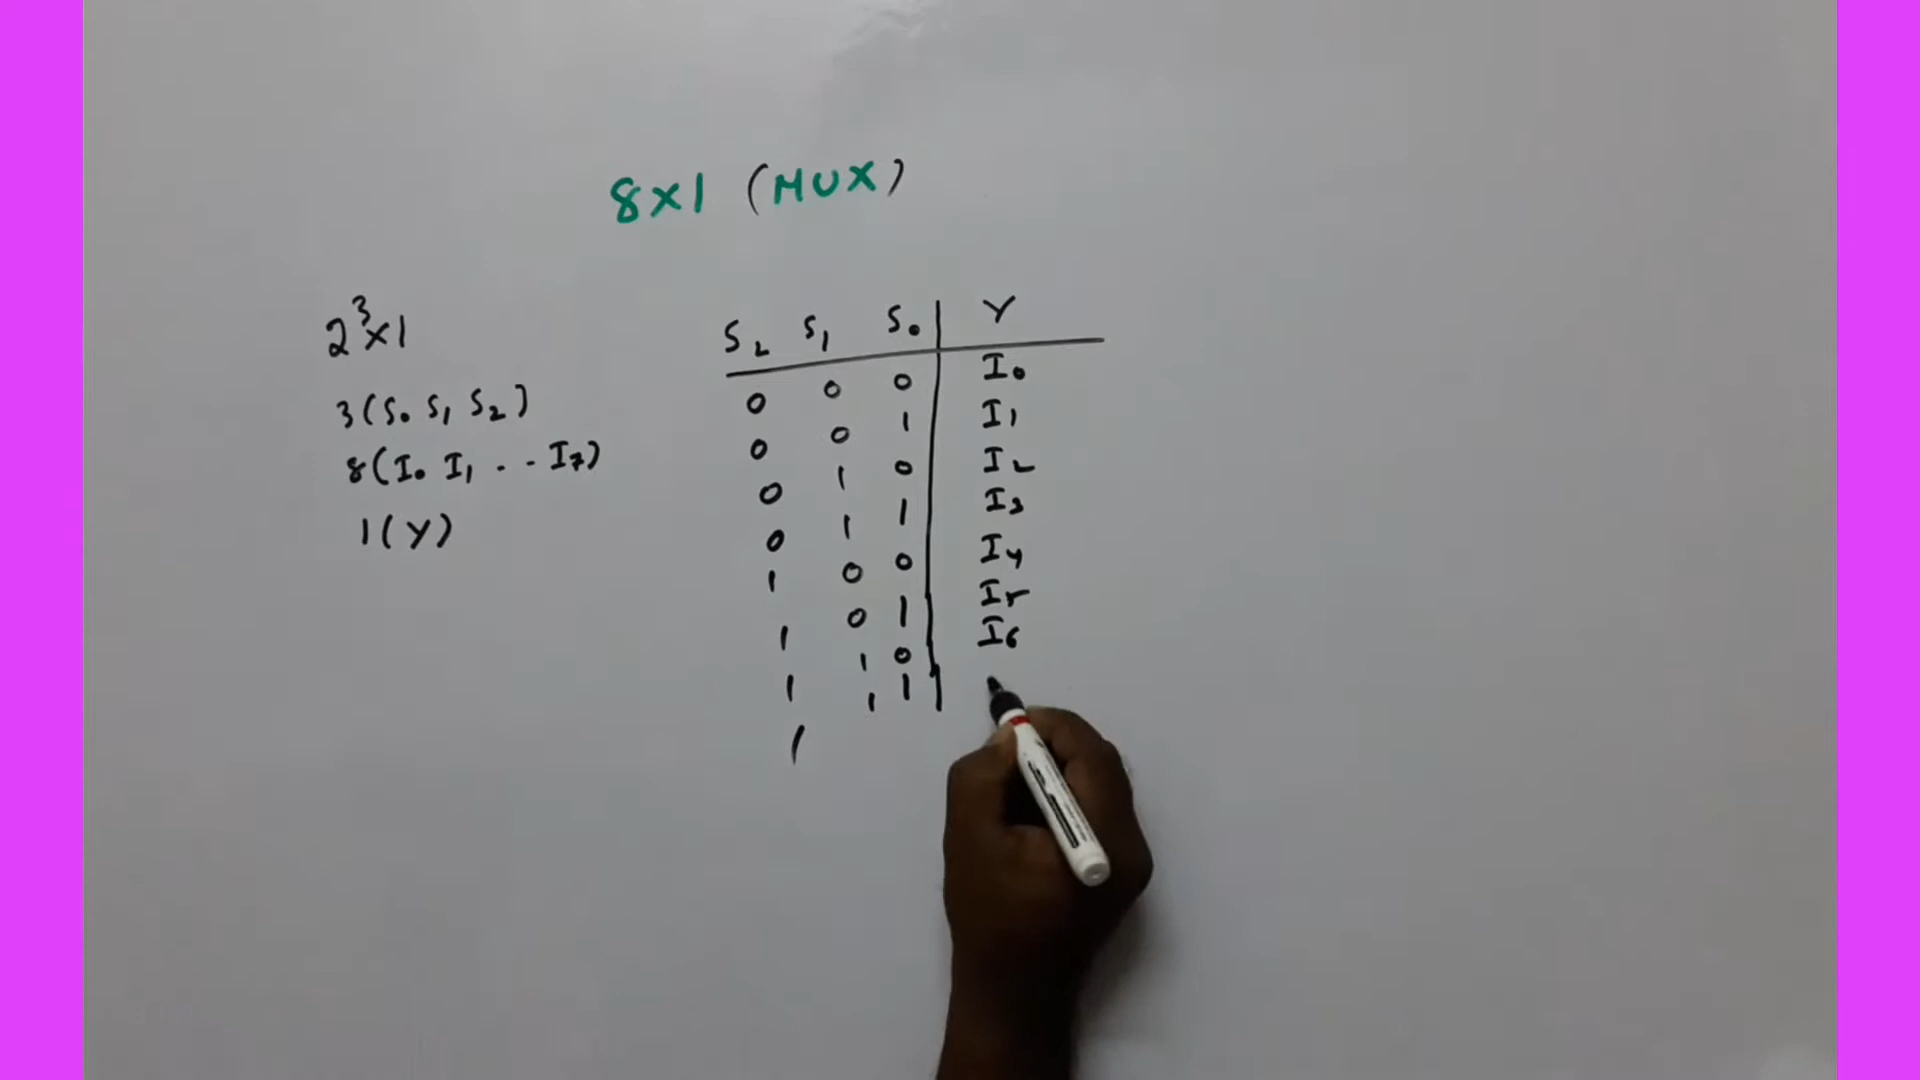 8x1 (MUX)
2³x1
3(S₀ S₁ S₂)
8(I₀ I₁ . . - I₇)
1(Y)
S₂ S₁ S₀ Y
0 0 0 I₀
0 0 1 I₁
0 1 0 I₂
0 1 1 I₃
1 0 0 I₄
1 0 1 I₅
1 1 0 I₆
1 1 1